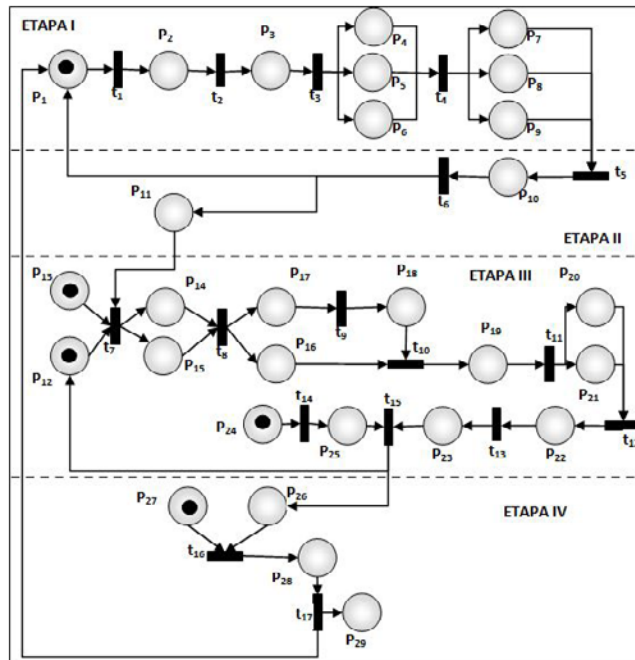 ETAPA I
p2 p3 P4 P7
P1 t1 t2 t3 P5 t4 P8
P6 P9
P11 t6 P10 t5
ETAPA II
P13 p14 p17 p18 ETAPA III p20
t7 t8 t9 t10 P19 t11
p12 P15 P16 P21
P24 t14 t15
P25 P23 t13 P22 t12
P27 p26 ETAPA IV
t16 P28
t17 P29